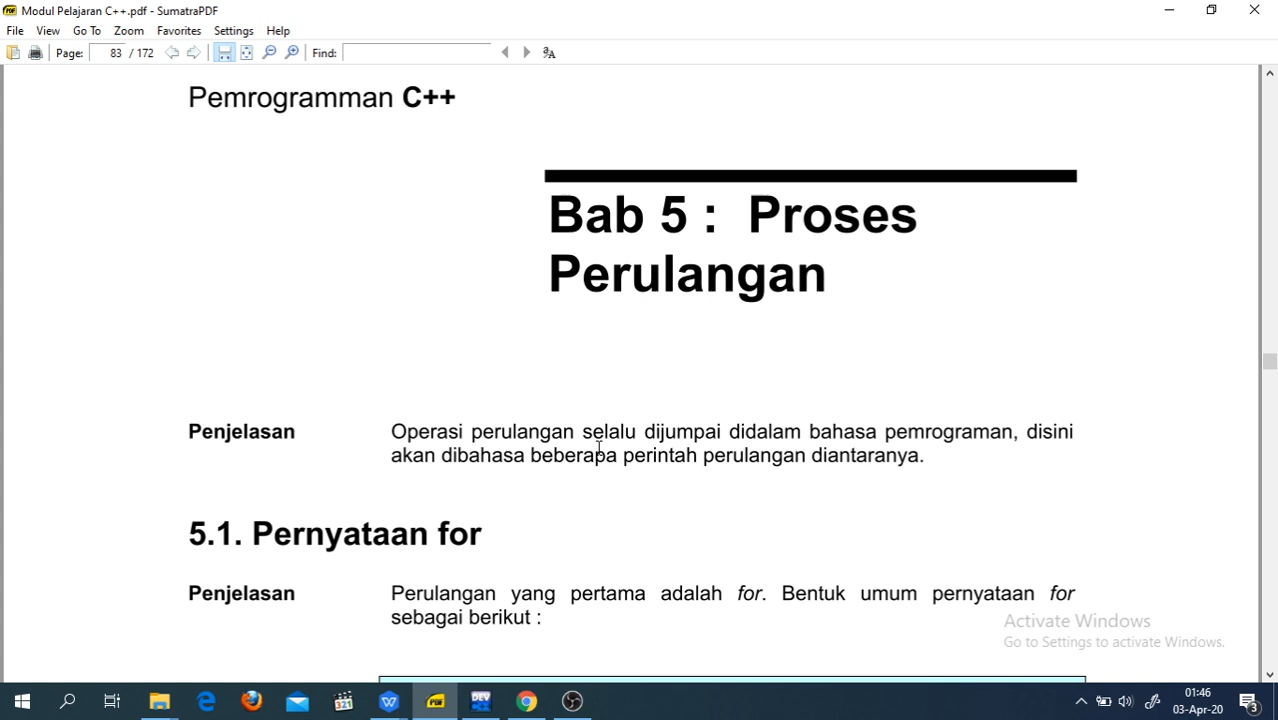 Modul Pelajaran C++.pdf - SumatraPDF
File View Go To Zoom Favorites Settings Help
Page: 83 / 172 Find:
Pemrogramman C++
Bab 5 : Proses
Perulangan
Penjelasan Operasi perulangan selalu dijumpai didalam bahasa pemrograman, disini
akan dibahasa beberapa perintah perulangan diantaranya.
5.1. Pernyataan for
Penjelasan Perulangan yang pertama adalah for. Bentuk umum pernyataan for
sebagai berikut :
Activate Windows
Go to Settings to activate Windows.
01:46
03-Apr-20